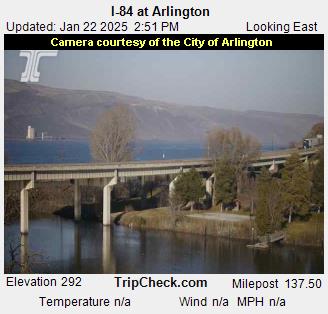 I-84 at Arlington
Updated: Jan 22 2025 2:51 PM Looking East
Camera courtesy of the City of Arlington
Elevation 292 TripCheck.com Milepost 137.50
Temperature n/a Wind n/a MPH n/a